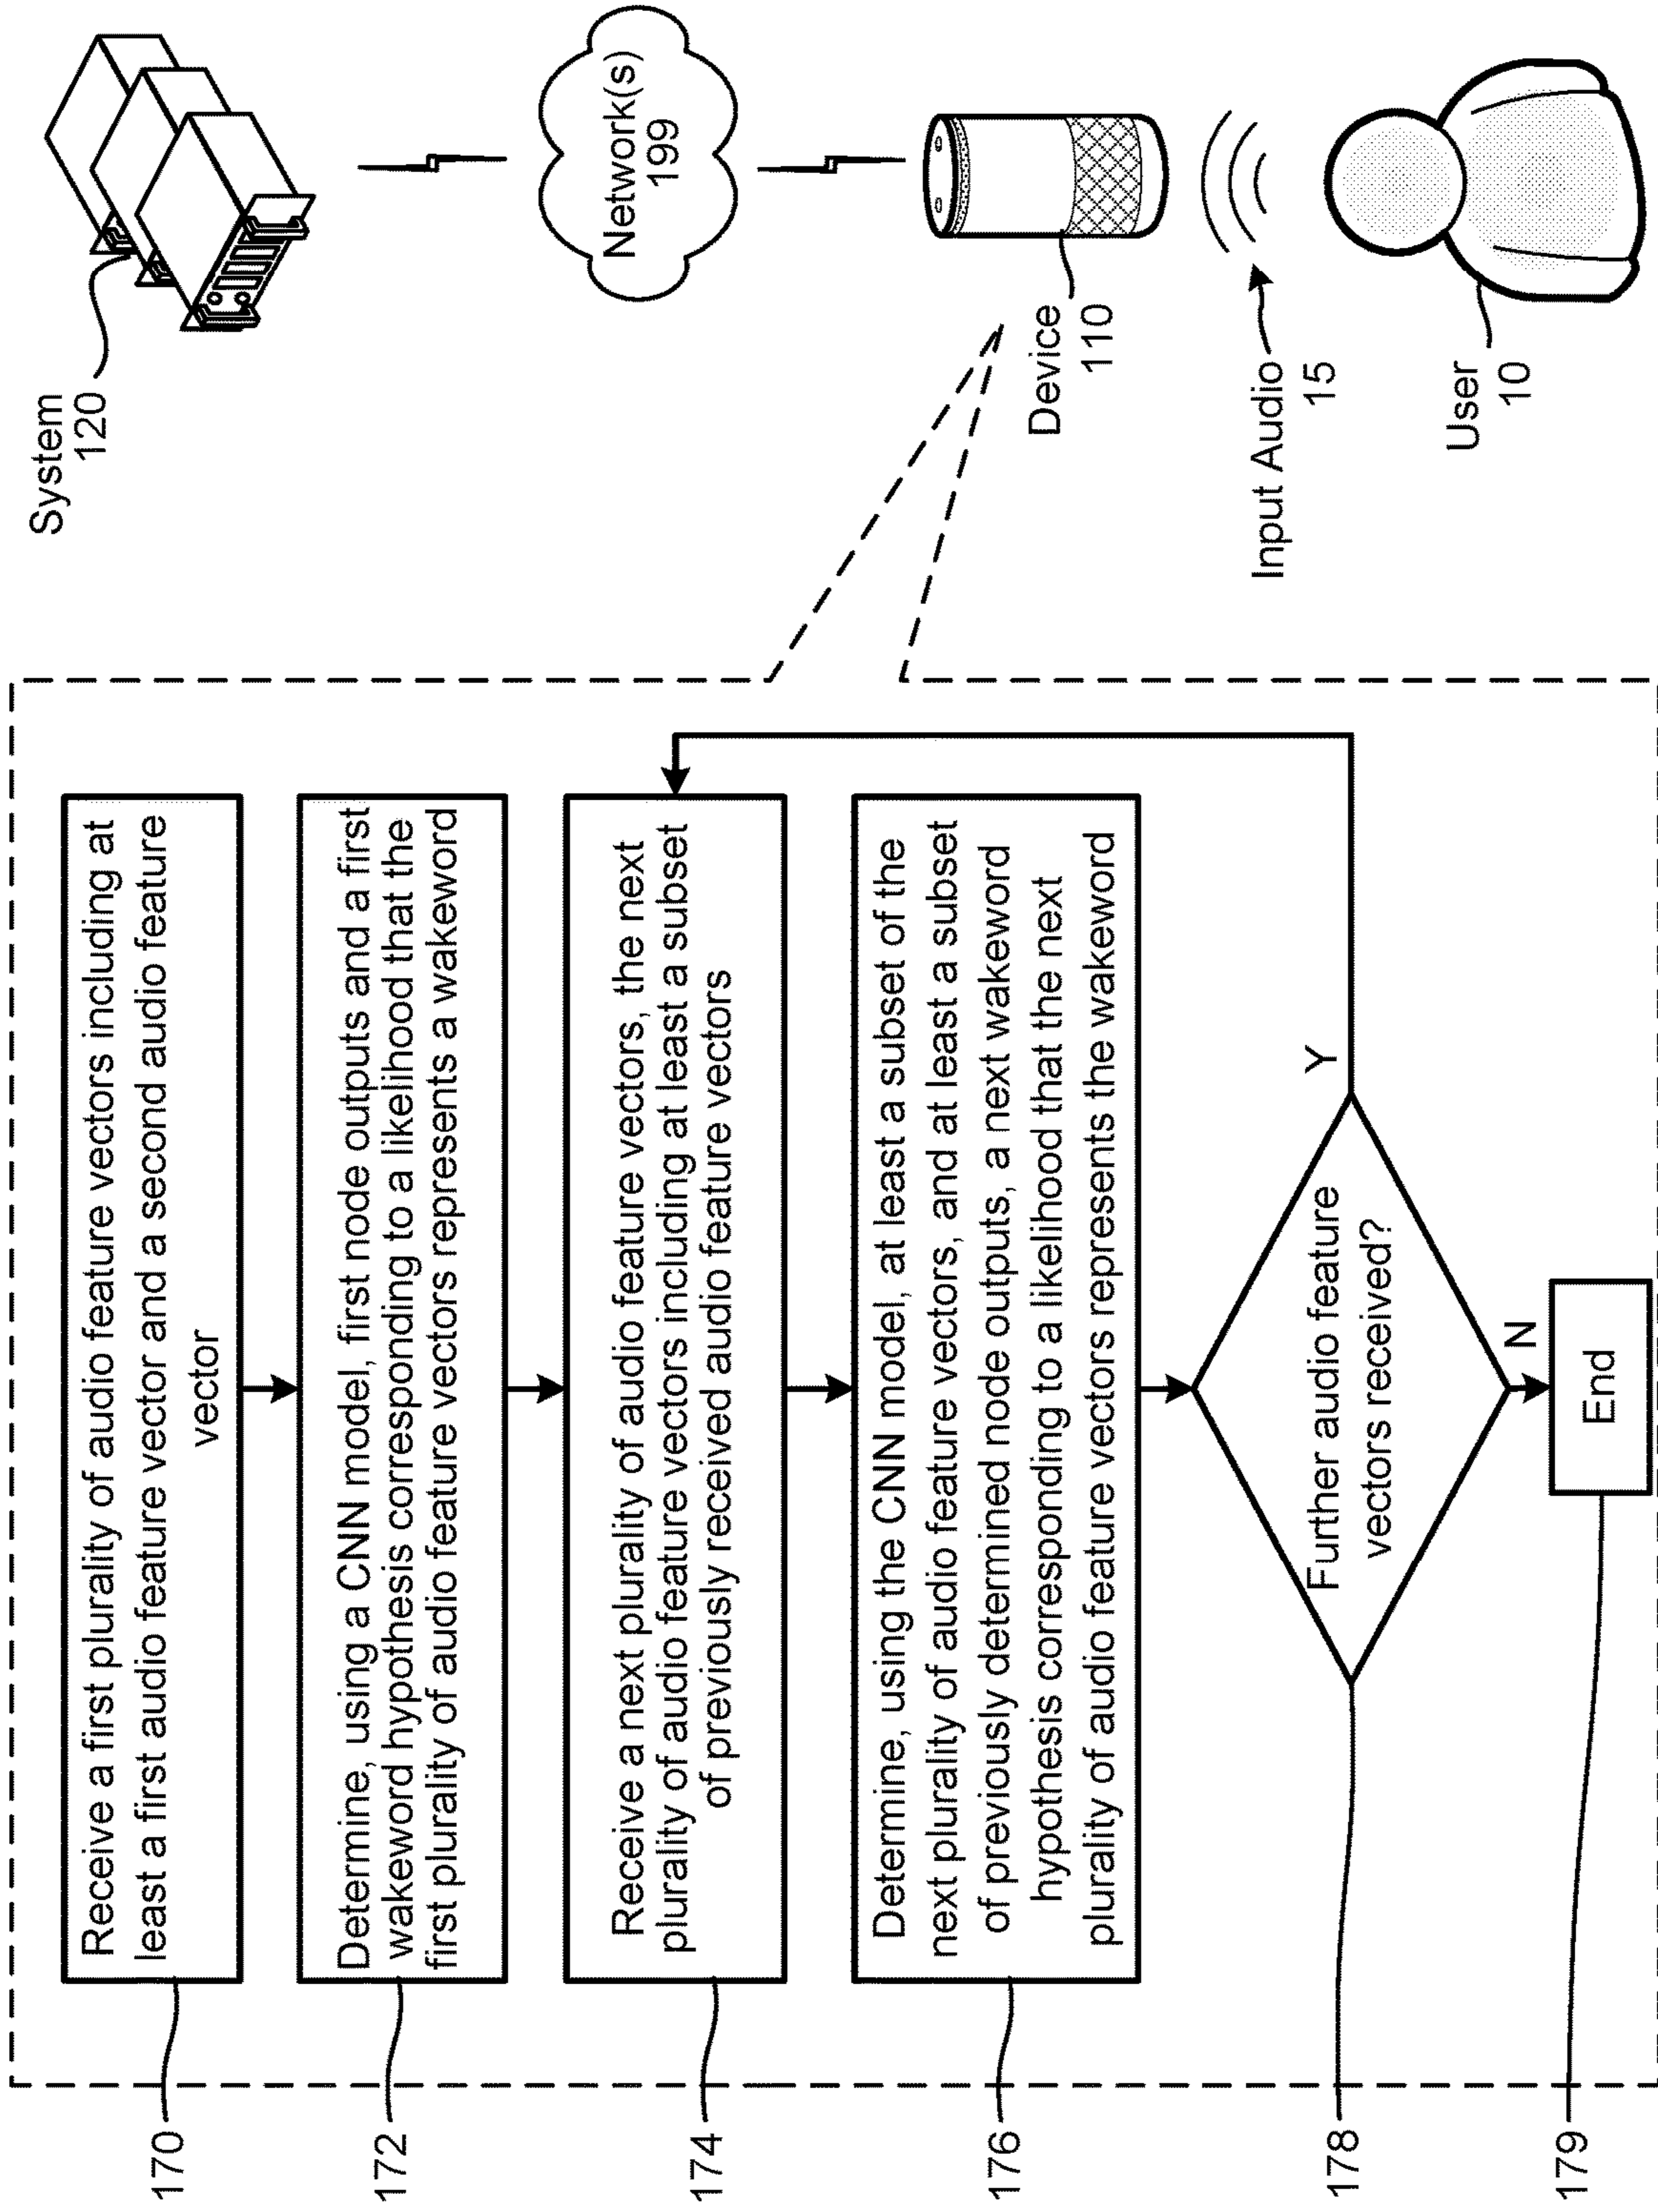 170
Receive a first plurality of audio feature vectors including at
least a first audio feature vector and a second audio feature
vector
172
Determine, using a CNN model, first node outputs and a first
wakeword hypothesis corresponding to a likelihood that the
first plurality of audio feature vectors represents a wakeword
174
Receive a next plurality of audio feature vectors, the next
plurality of audio feature vectors including at least a subset
of previously received audio feature vectors
176
Determine, using the CNN model, at least a subset of the
next plurality of audio feature vectors, and at least a subset
of previously determined node outputs, a next wakeword
hypothesis corresponding to a likelihood that the next
plurality of audio feature vectors represents the wakeword
178
Further audio feature
vectors received?
Y
N
179
End
System
120
Networks(s)
199
Device
110
Input Audio
15
User
10